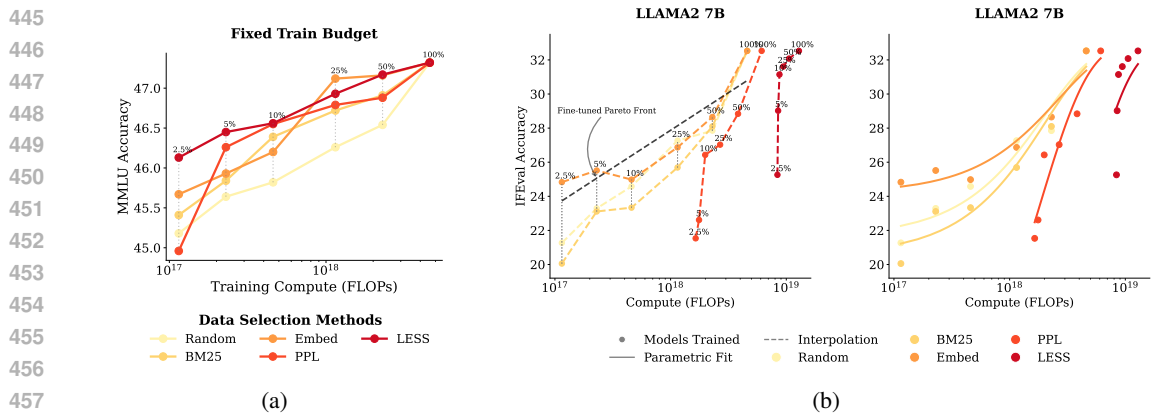 445
446
447
448
449
450
451
452
453
454
455
456
457
Fixed Train Budget
MMLU Accuracy
47.0
46.5
46.0
45.5
45.0
2.5%
5%
10%
25%
50%
100%
10^17
10^18
Training Compute (FLOPs)
Data Selection Methods
Random
Embed
LESS
BM25
PPL
(a)
LLAMA2 7B
IFEval Accuracy
32
30
28
26
24
22
20
Fine-tuned Pareto Front
2.5%
5%
10%
25%
50%
100%
2.5%
5%
10%
25%
50%
100%
2.5%
5%
10%
25%
50%
100%
10^17
10^18
10^19
Compute (FLOPs)
LLAMA2 7B
32
30
28
26
24
22
20
10^17
10^18
10^19
Compute (FLOPs)
Models Trained
Interpolation
BM25
PPL
Parametric Fit
Random
Embed
LESS
(b)